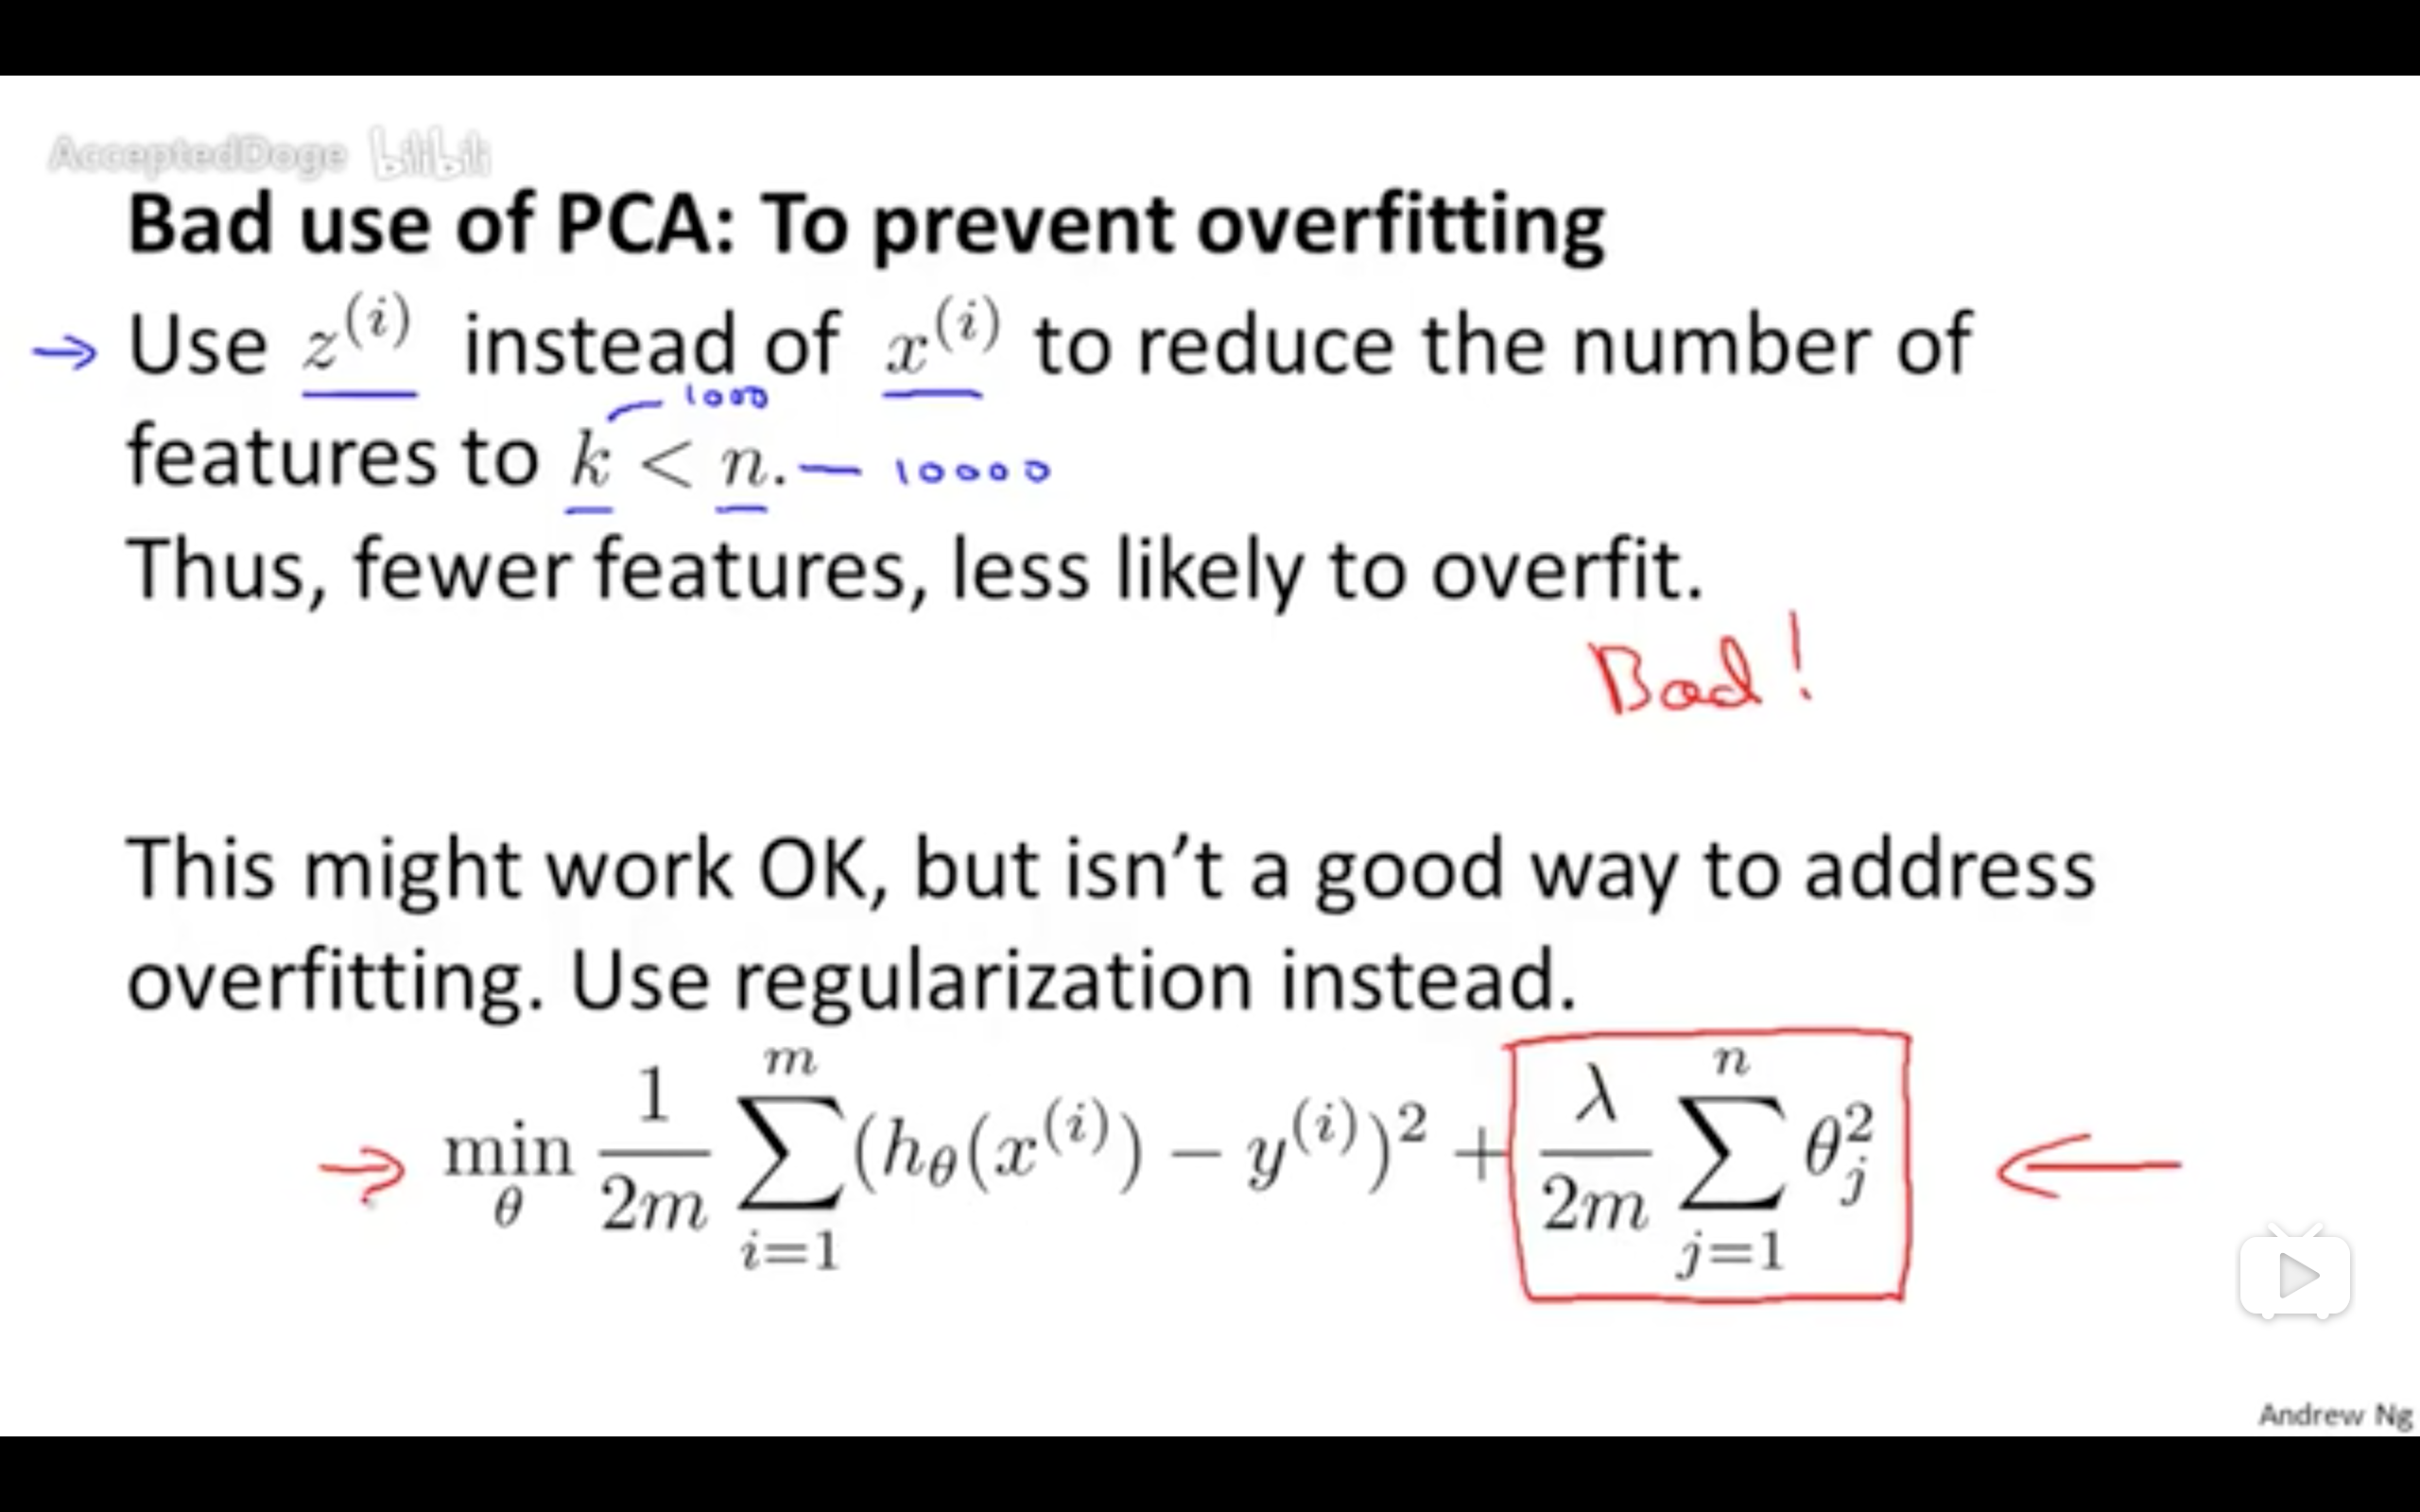 AcceptedDoge bilibili
Bad use of PCA: To prevent overfitting
→ Use z^{(i)} instead of x^{(i)} to reduce the number of
1000
features to k < n. — 10000
Thus, fewer features, less likely to overfit.
Bad!
This might work OK, but isn't a good way to address
overfitting. Use regularization instead.
→ \min_{\theta} \frac{1}{2m} \sum_{i=1}^{m} (h_{\theta}(x^{(i)}) - y^{(i)})^2 + \frac{\lambda}{2m} \sum_{j=1}^{n} \theta_j^2 ←
Andrew Ng